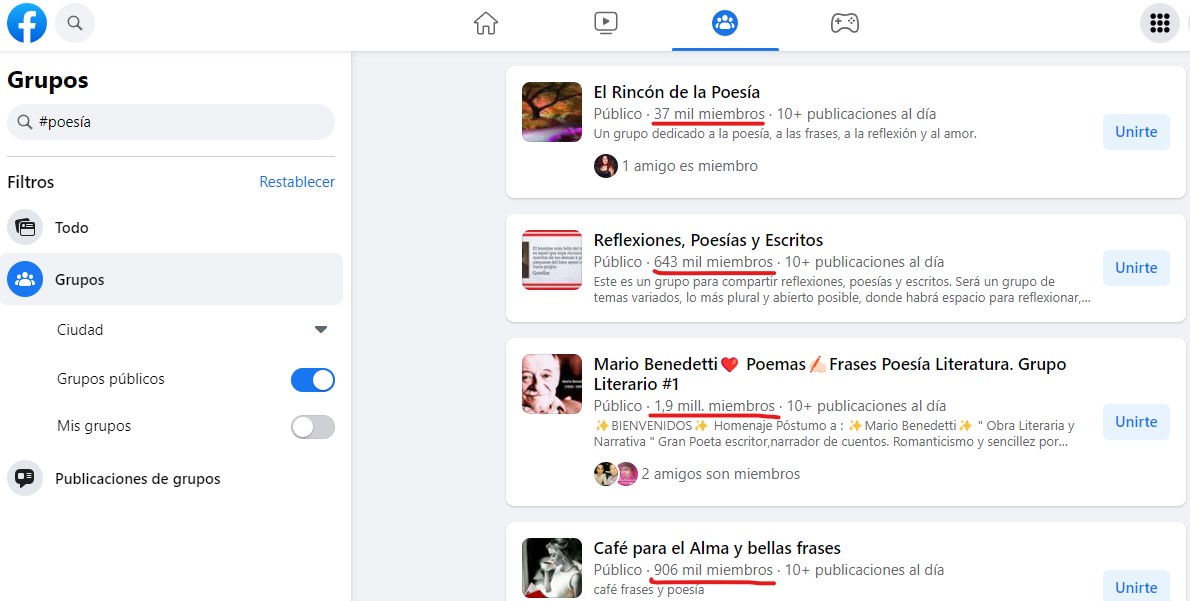 Grupos
#poesía
Filtros
Restablecer
Todo
Grupos
Ciudad
Grupos públicos
Mis grupos
Publicaciones de grupos
El Rincón de la Poesía
Público · 37 mil miembros · 10+ publicaciones al día
Un grupo dedicado a la poesía, a las frases, a la reflexión y al amor.
1 amigo es miembro
Unirte
Reflexiones, Poesías y Escritos
Público · 643 mil miembros · 10+ publicaciones al día
Este es un grupo para compartir reflexiones, poesías y escritos. Será un grupo de
temas variados, lo más plural y abierto posible, donde habrá espacio para reflexionar,...
Unirte
Mario Benedetti❤️ Poemas✍🏻Frases Poesía Literatura. Grupo
Literario #1
Público · 1,9 mill. miembros · 10+ publicaciones al día
✨BIENVENIDOS✨ Homenaje Póstumo a : ✨Mario Benedetti✨ " Obra Literaria y
Narrativa " Gran Poeta escritor,narrador de cuentos. Romanticismo y sencillez por...
2 amigos son miembros
Unirte
Café para el Alma y bellas frases
Público · 906 mil miembros · 10+ publicaciones al día
café frases y poesía
Unirte